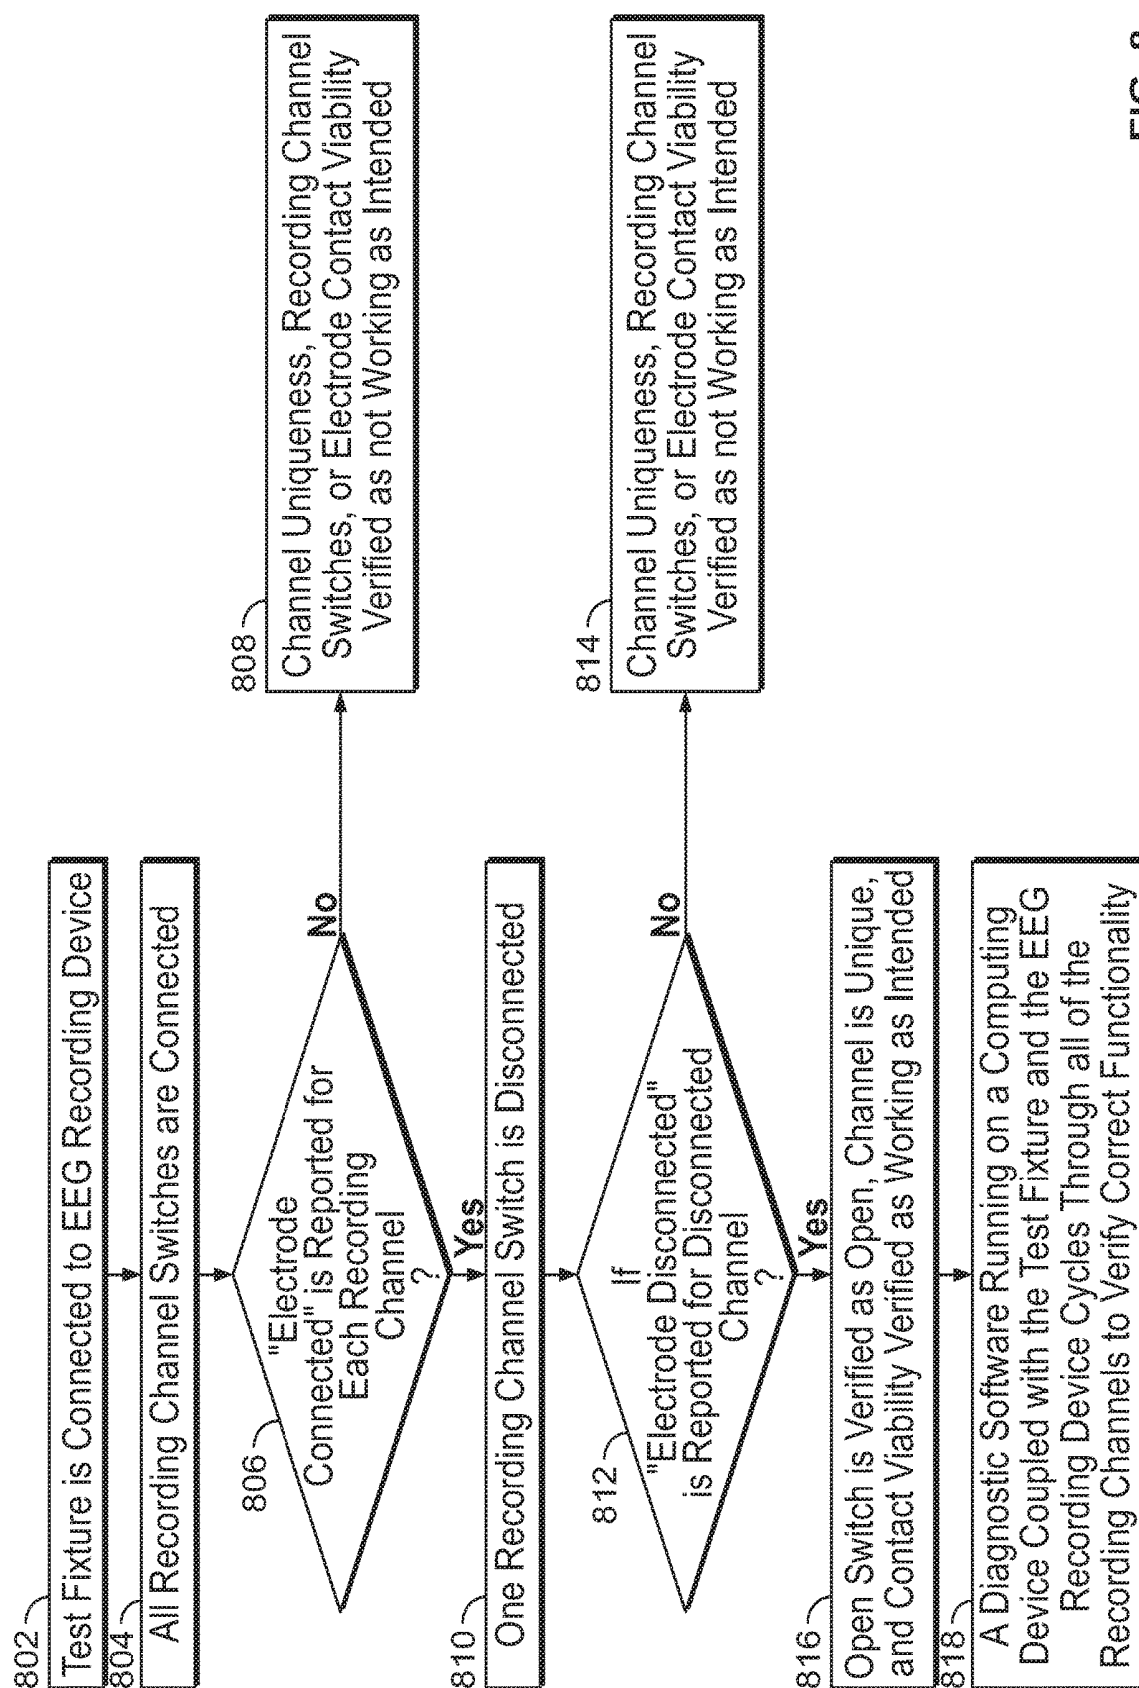 802
Test Fixture is Connected to EEG Recording Device
804
All Recording Channel Switches are Connected
806
"Electrode
Connected" is Reported for
Each Recording
Channel
?
No
808
Channel Uniqueness, Recording Channel
Switches, or Electrode Contact Viability
Verified as not Working as Intended
Yes
810
One Recording Channel Switch is Disconnected
812
If
"Electrode Disconnected"
is Reported for Disconnected
Channel
?
No
814
Channel Uniqueness, Recording Channel
Switches, or Electrode Contact Viability
Verified as not Working as Intended
Yes
816
Open Switch is Verified as Open, Channel is Unique,
and Contact Viability Verified as Working as Intended
818
A Diagnostic Software Running on a Computing
Device Coupled with the Test Fixture and the EEG
Recording Device Cycles Through all of the
Recording Channels to Verify Correct Functionality
FIG.